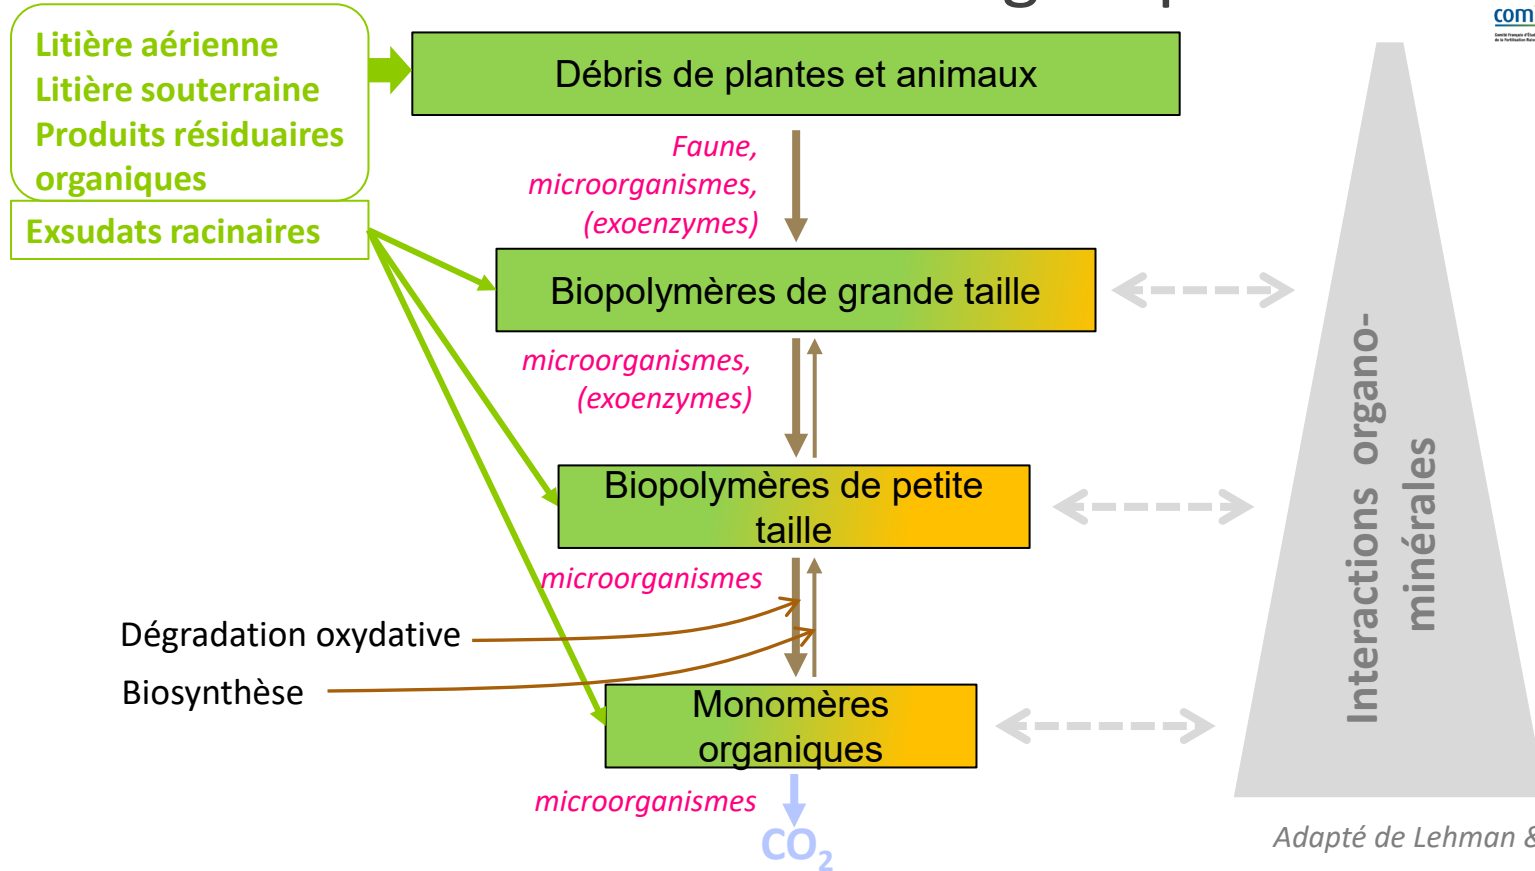 Litière aérienne
Litière souterraine
Produits résiduaires
organiques
Exsudats racinaires
Débris de plantes et animaux
Faune,
microorganismes,
(exoenzymes)
Biopolymères de grande taille
microorganismes,
(exoenzymes)
Biopolymères de petite
taille
microorganismes
Dégradation oxydative
Biosynthèse
Monomères
organiques
microorganismes
CO2
Interactions organo-
minérales
Adapté de Lehman &
com